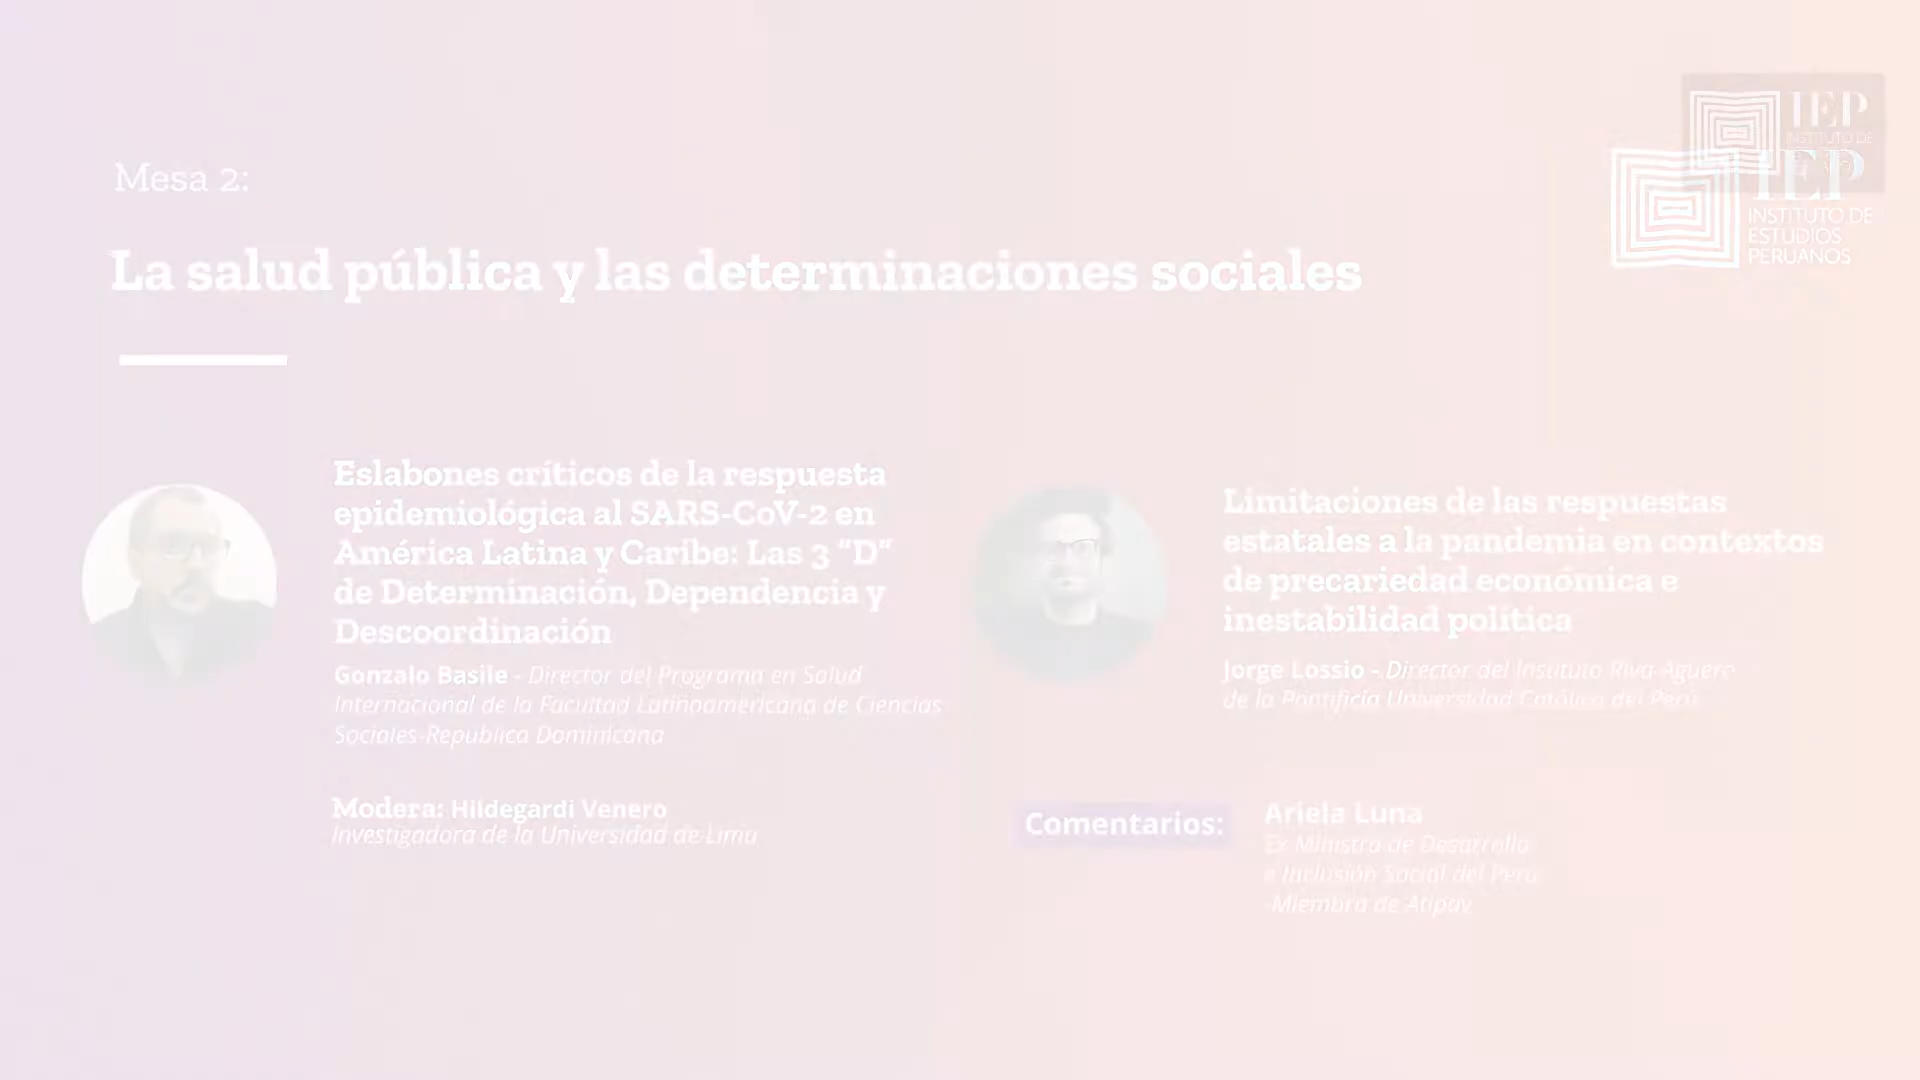 IEP
INSTITUTO DE
Mesa 2:
IEP
INSTITUTO DE
ESTUDIOS
PERUANOS
La salud pública y las determinaciones sociales
Eslabones críticos de la respuesta
epidemiológica al SARS-CoV-2 en
América Latina y Caribe: Las 3 “D”
de Determinación, Dependencia y
Descoordinación
Gonzalo Basile - Director del Programa en Salud
Internacional de la Facultad Latinoamericana de Ciencias
Sociales-Republica Dominicana
Modera: Hildegardi Venero
Investigadora de la Universidad de Lima
Limitaciones de las respuestas
estatales a la pandemia en contextos
de precariedad económica e
inestabilidad política
Jorge Lossio - Director del Insituto Riva-Aguero
de la Pontificia Universidad Católica del Perú
Comentarios:
Ariela Luna
Ex Ministra de Desarrollo
e Inclusión Social del Perú
-Miembro de Atipay